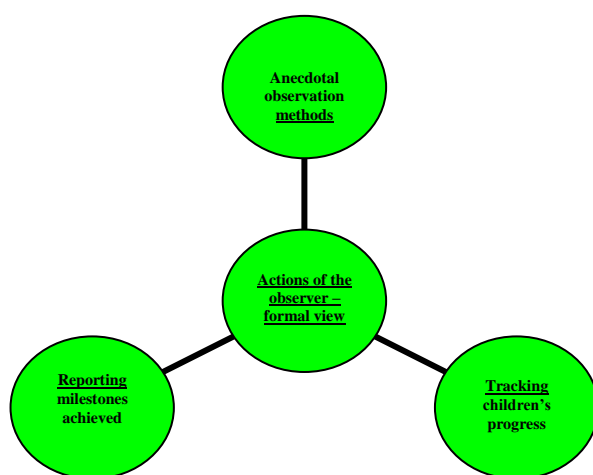 Anecdotal
observation
methods
Actions of the
observer –
formal view
Reporting
milestones
achieved
Tracking
children's
progress